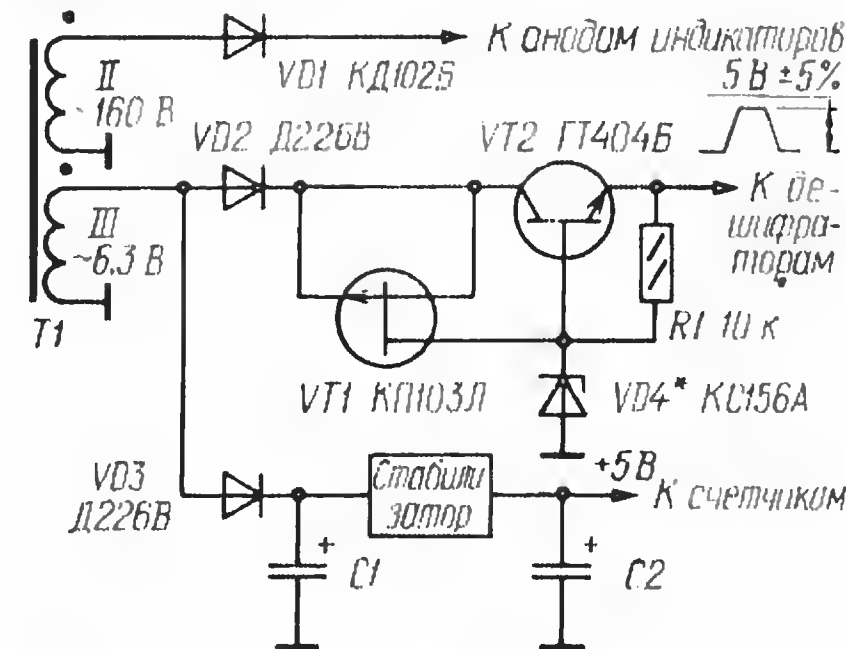 К анодам индикаторов
VD1 КД102Б
5 В ±5%
II
~160 В
VD2 Д226В
VT2 ГТ404Б
К де-
шифра-
торам
III
~6,3 В
T1
R1 10 к
VT1 КП103Л
VD4* КС156А
VD3
Д226В
Стабили
затор
+5В
К счетчикам
+
C1
+
C2